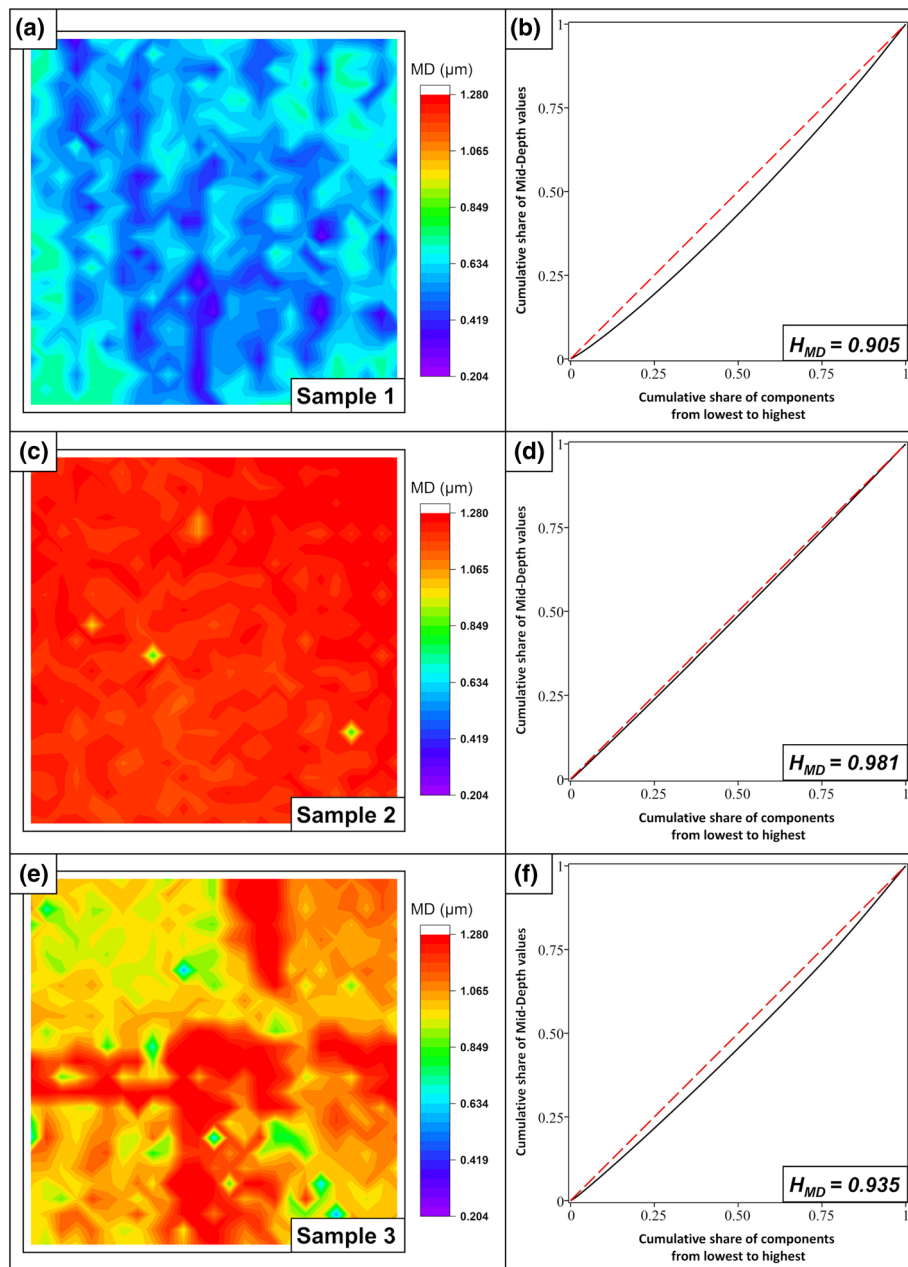 (a)
MD (µm)
1.280
1.065
0.849
0.634
0.419
0.204
Sample 1
(b)
Cumulative share of Mid-Depth values
1
0.75
0.50
0.25
0
0
0.25
0.50
0.75
1
H_MD = 0.905
Cumulative share of components
from lowest to highest
(c)
MD (µm)
1.280
1.065
0.849
0.634
0.419
0.204
Sample 2
(d)
Cumulative share of Mid-Depth values
1
0.75
0.50
0.25
0
0
0.25
0.50
0.75
1
H_MD = 0.981
Cumulative share of components
from lowest to highest
(e)
MD (µm)
1.280
1.065
0.849
0.634
0.419
0.204
Sample 3
(f)
Cumulative share of Mid-Depth values
1
0.75
0.50
0.25
0
0
0.25
0.50
0.75
1
H_MD = 0.935
Cumulative share of components
from lowest to highest